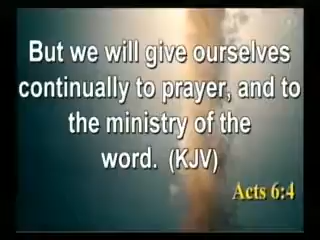 But we will give ourselves
continually to prayer, and to
the ministry of the
word. (KJV)
Acts 6:4